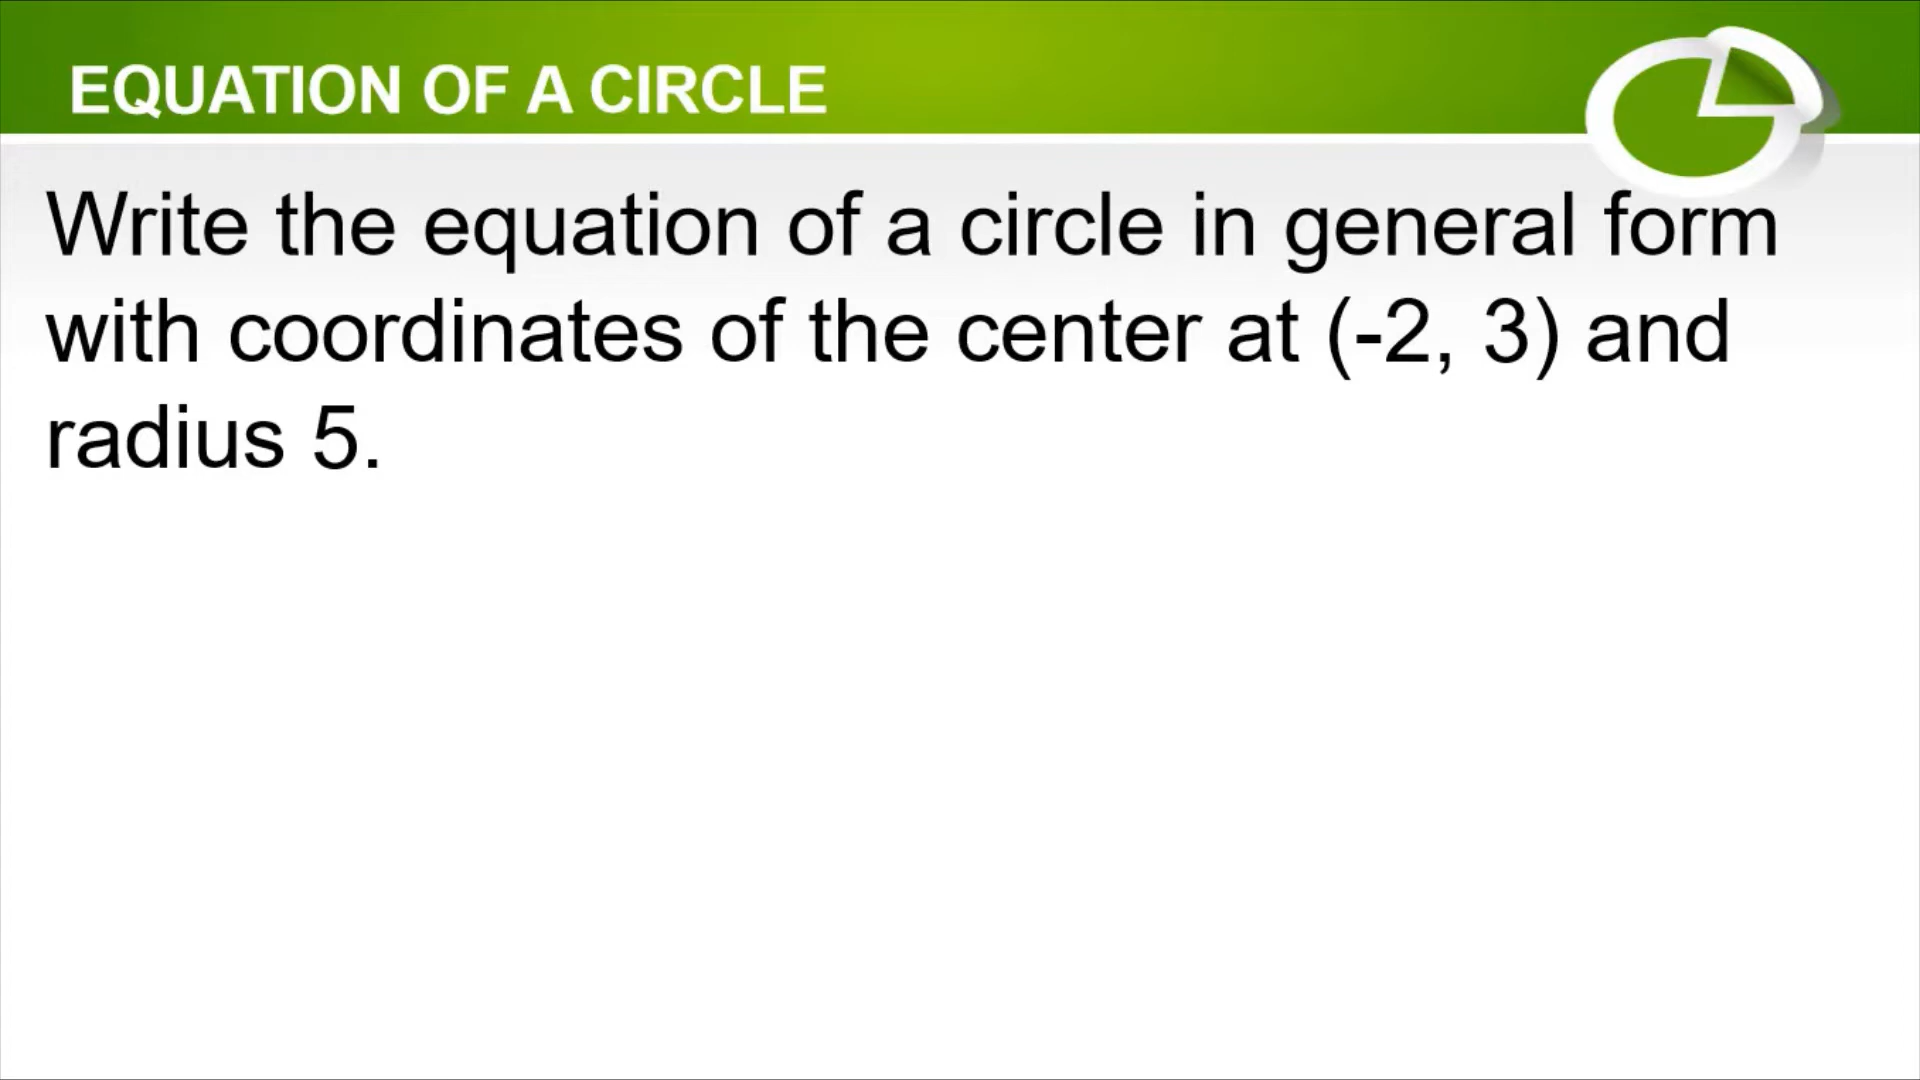 EQUATION OF A CIRCLE
Write the equation of a circle in general form
with coordinates of the center at (-2, 3) and
radius 5.